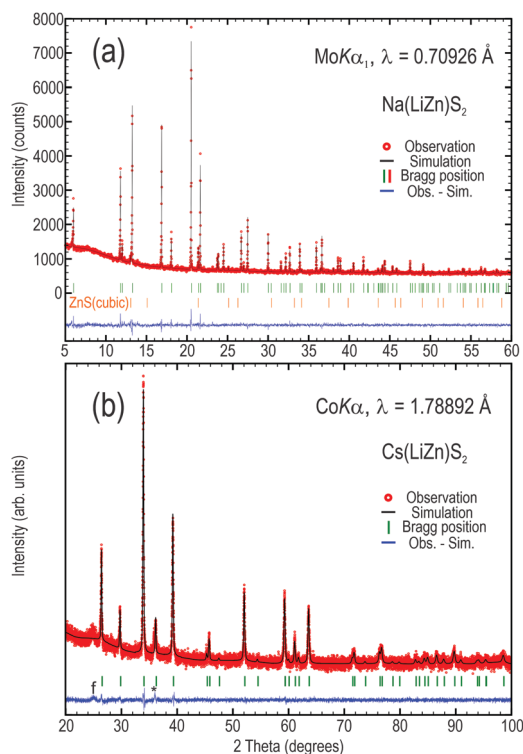 8000
7000
6000
5000
4000
3000
2000
1000
0
Intensity (counts)
(a)
MoKα₁, λ = 0.70926 Å
Na(LiZn)S₂
Observation
Simulation
Bragg position
Obs. - Sim.
ZnS(cubic)
5 10 15 20 25 30 35 40 45 50 55 60
(b)
CoKα, λ = 1.78892 Å
Cs(LiZn)S₂
Observation
Simulation
Bragg position
Obs. - Sim.
Intensity (arb. units)
f
*
20 30 40 50 60 70 80 90 100
2 Theta (degrees)